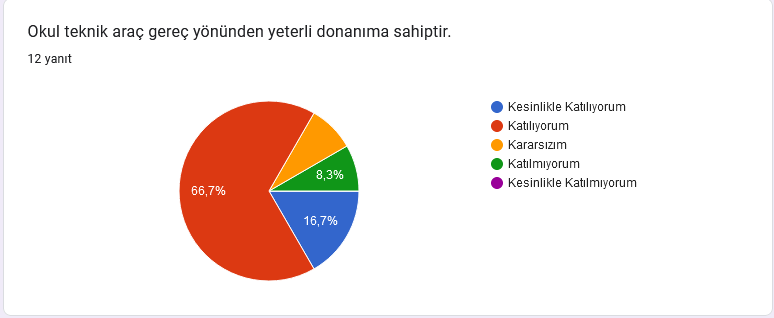 Okul teknik araç gereç yönünden yeterli donanıma sahiptir.
12 yanıt
66,7%
8,3%
16,7%
Kesinlikle Katılıyorum
Katılıyorum
Kararsızım
Katılmıyorum
Kesinlikle Katılmıyorum